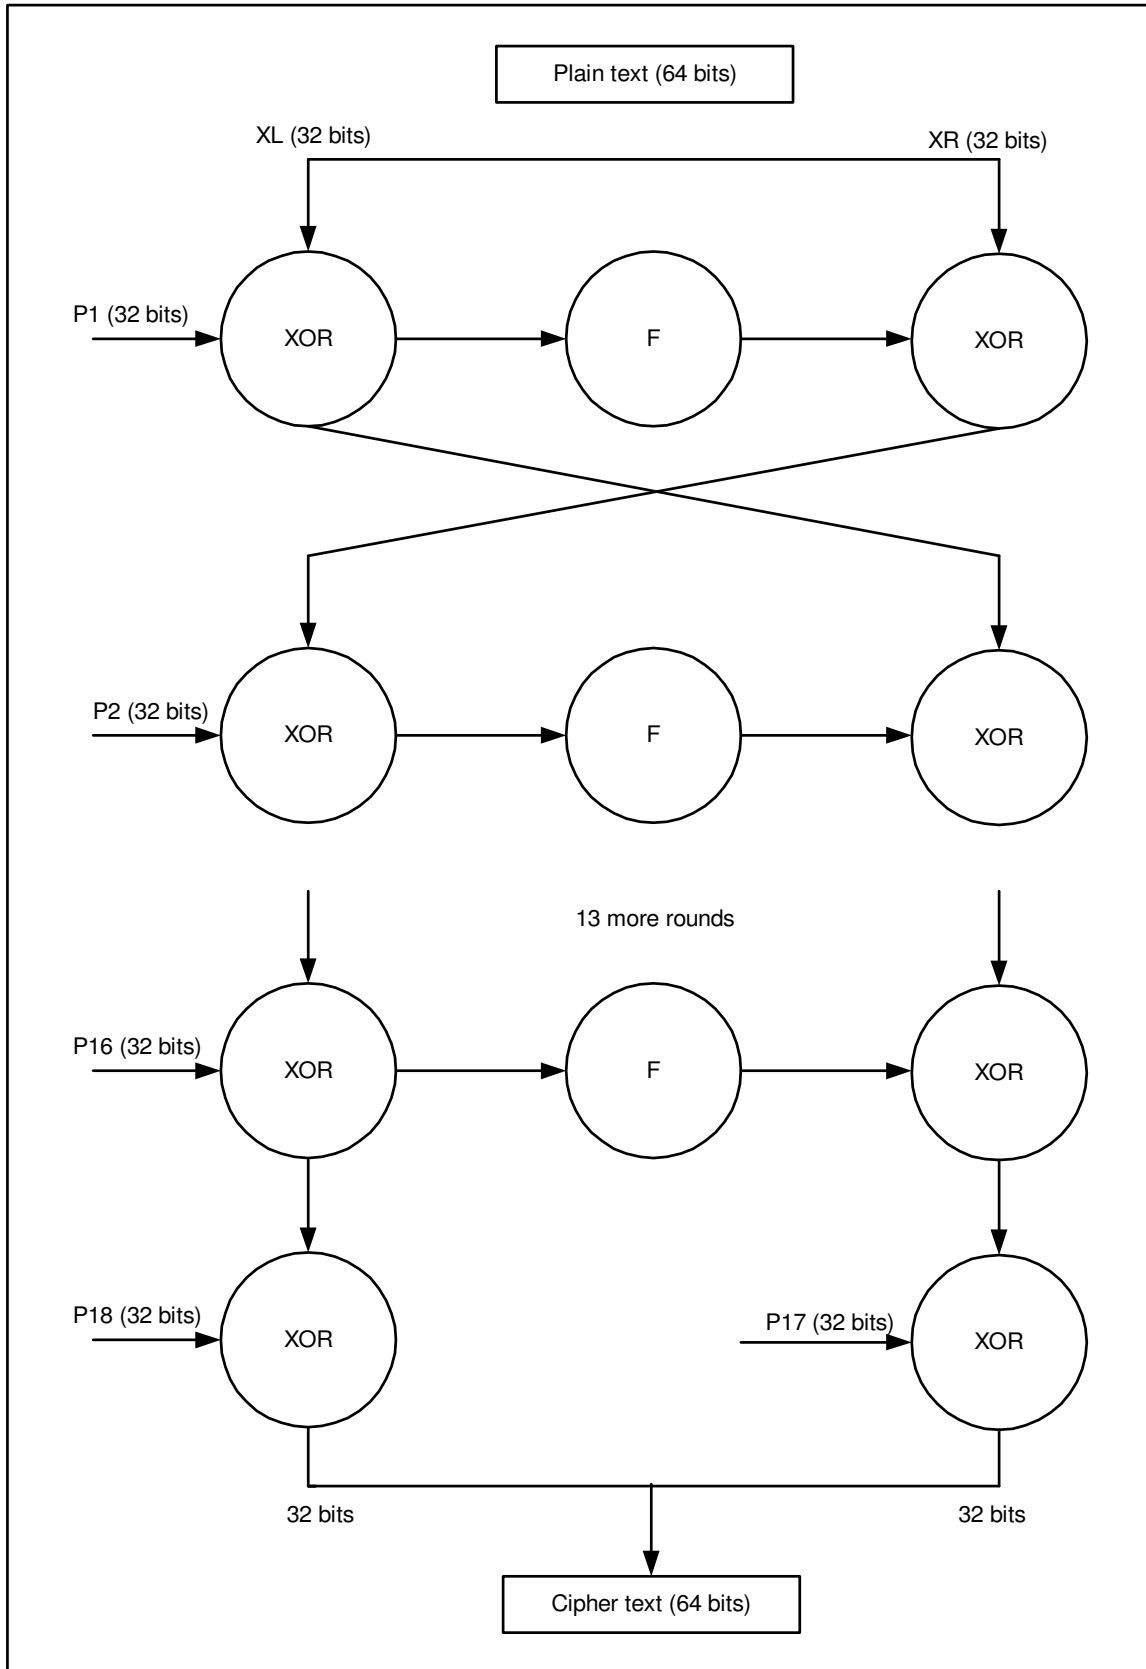 Plain text (64 bits)
XL (32 bits)
XR (32 bits)
P1 (32 bits)
XOR
F
XOR
P2 (32 bits)
XOR
F
XOR
13 more rounds
P16 (32 bits)
XOR
F
XOR
P18 (32 bits)
XOR
P17 (32 bits)
XOR
32 bits
32 bits
Cipher text (64 bits)